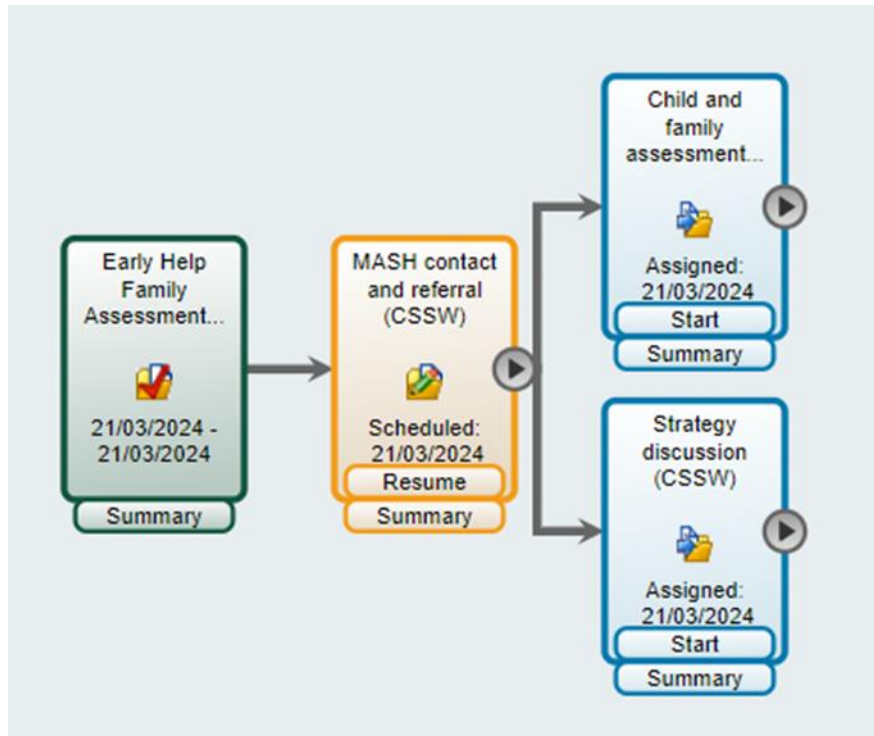 Early Help
Family
Assessment...
21/03/2024 -
21/03/2024
Summary
MASH contact
and referral
(CSSW)
Scheduled:
21/03/2024
Resume
Summary
Child and
family
assessment...
Assigned:
21/03/2024
Start
Summary
Strategy
discussion
(CSSW)
Assigned:
21/03/2024
Start
Summary